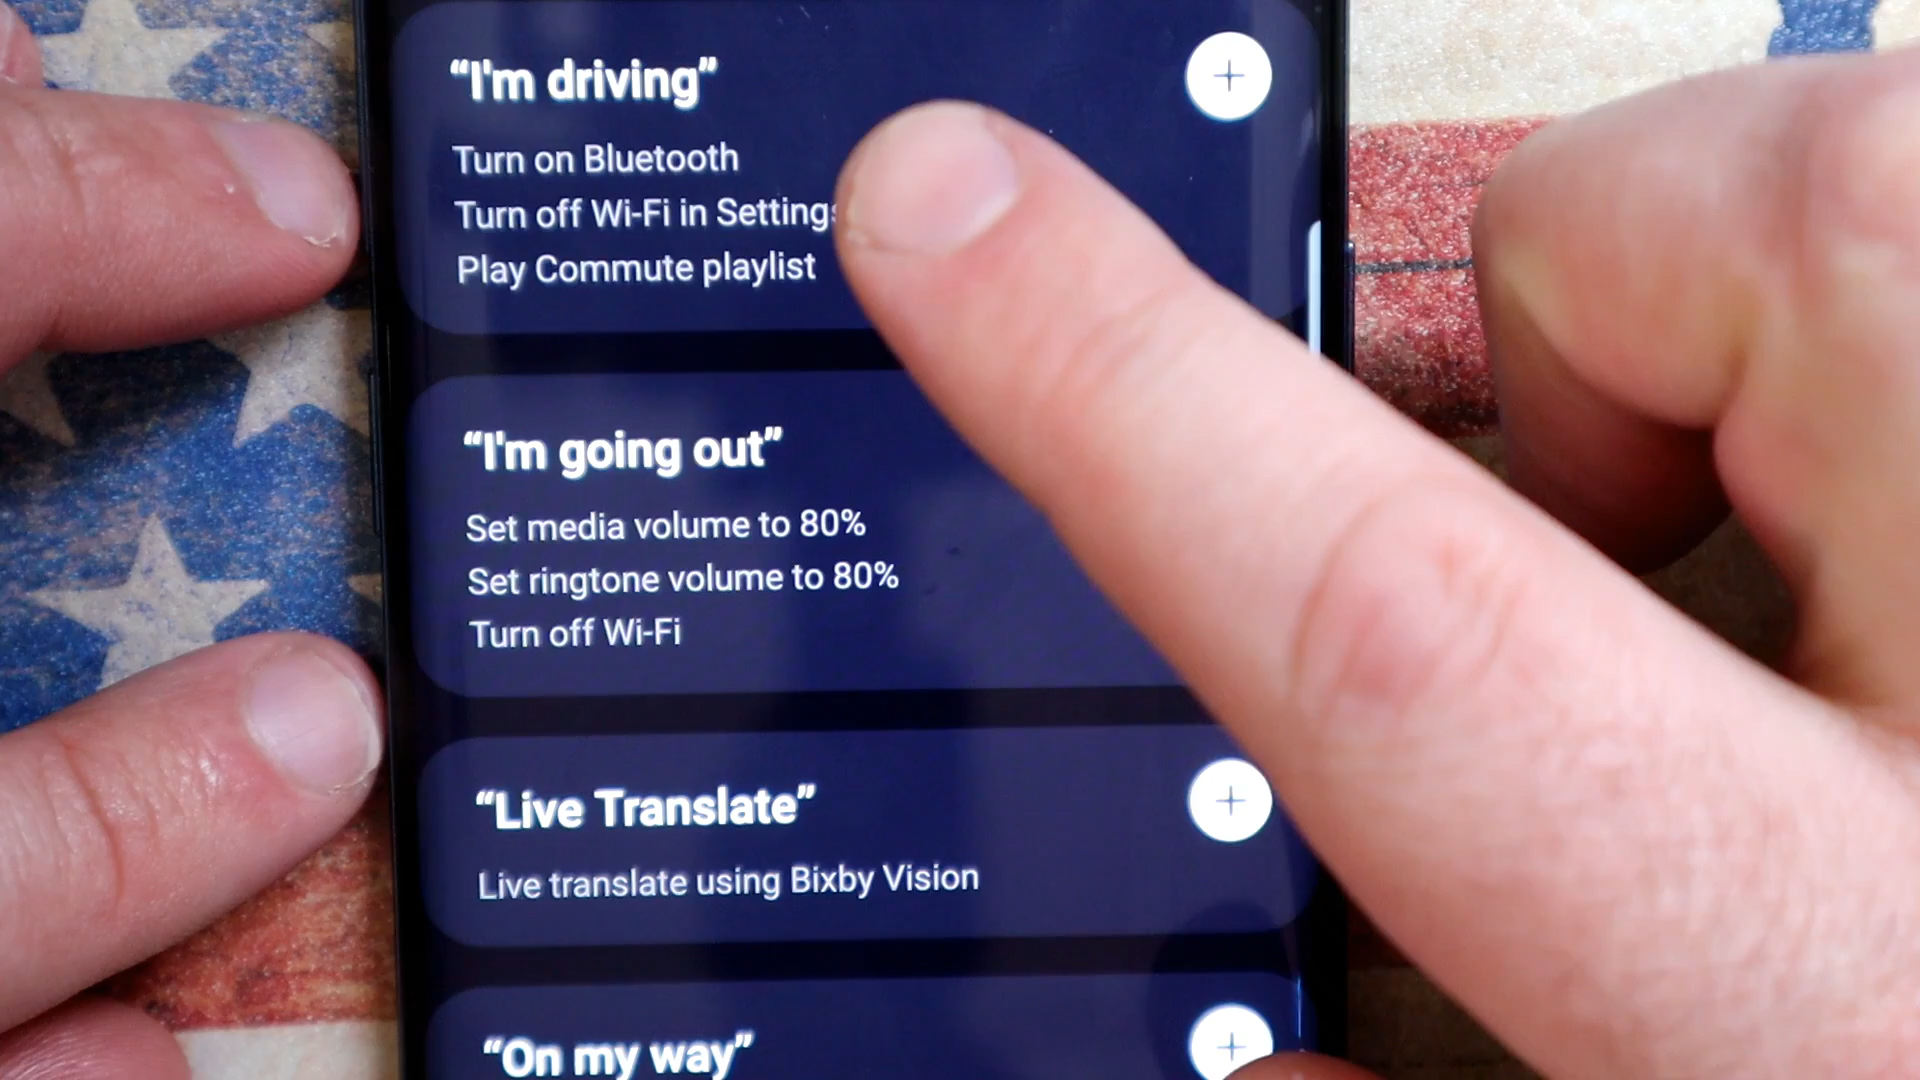 “I'm driving”
Turn on Bluetooth
Turn off Wi-Fi in Settings
Play Commute playlist
“I'm going out”
Set media volume to 80%
Set ringtone volume to 80%
Turn off Wi-Fi
“Live Translate”
Live translate using Bixby Vision
“On my way”